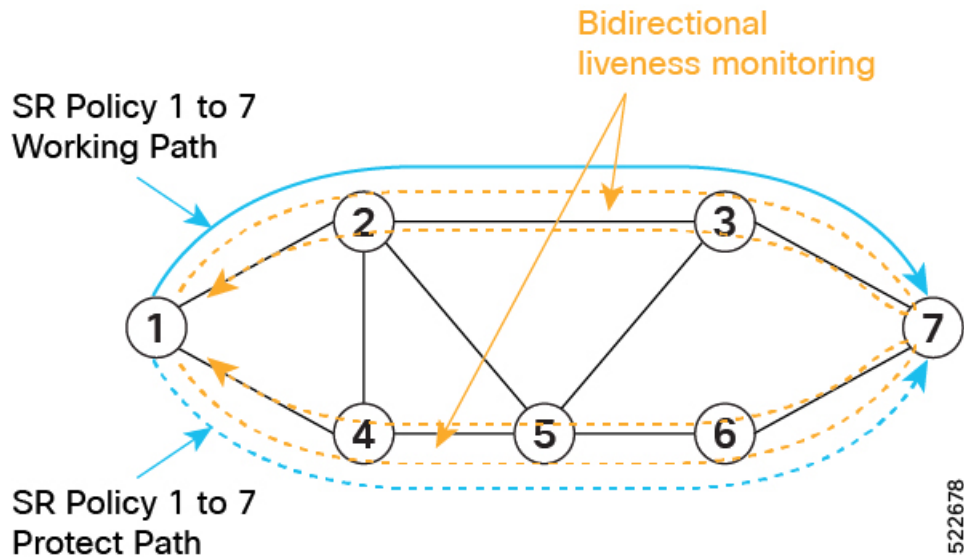 Bidirectional
liveness monitoring
SR Policy 1 to 7
Working Path
2
3
1
7
4
5
6
SR Policy 1 to 7
Protect Path
522678